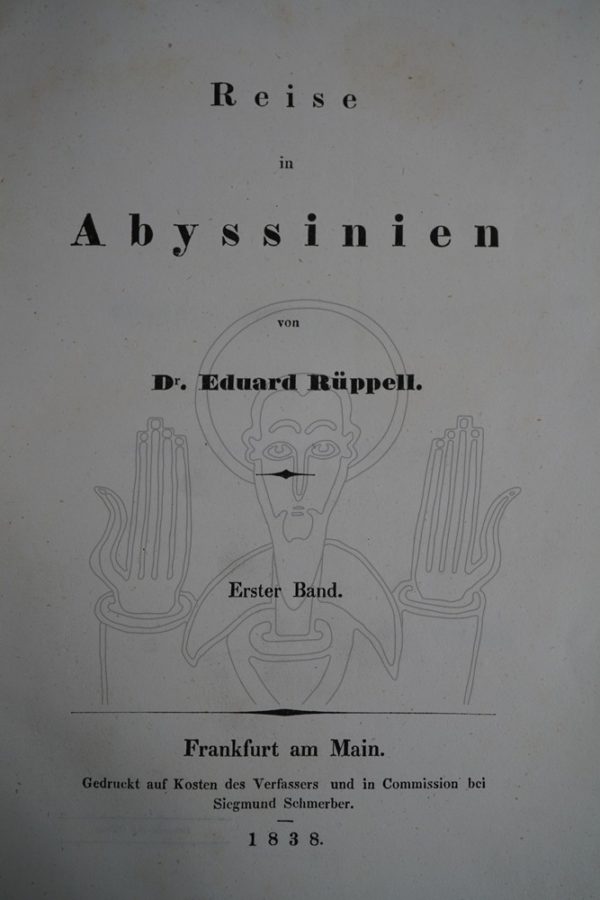 Reise
in
Abyssinien
von
Dr. Eduard Rüppell.
Erster Band.
Frankfurt am Main.
Gedruckt auf Kosten des Verfassers und in Commission bei
Siegmund Schmerber.
1838.